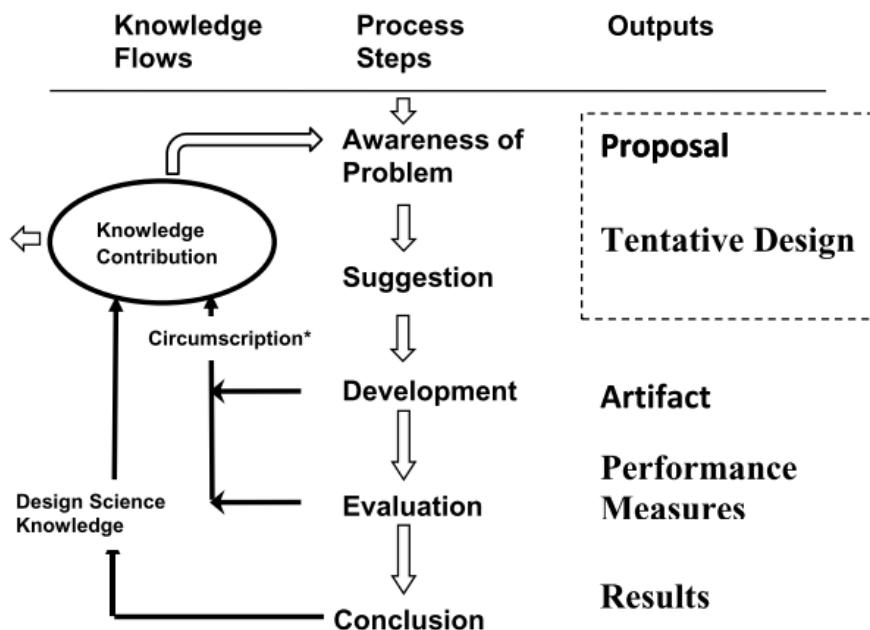 Knowledge
Flows
Process
Steps
Outputs
Awareness of
Problem
Proposal
Knowledge
Contribution
Tentative Design
Suggestion
Circumscription*
Development
Artifact
Design Science
Knowledge
Evaluation
Performance
Measures
Conclusion
Results